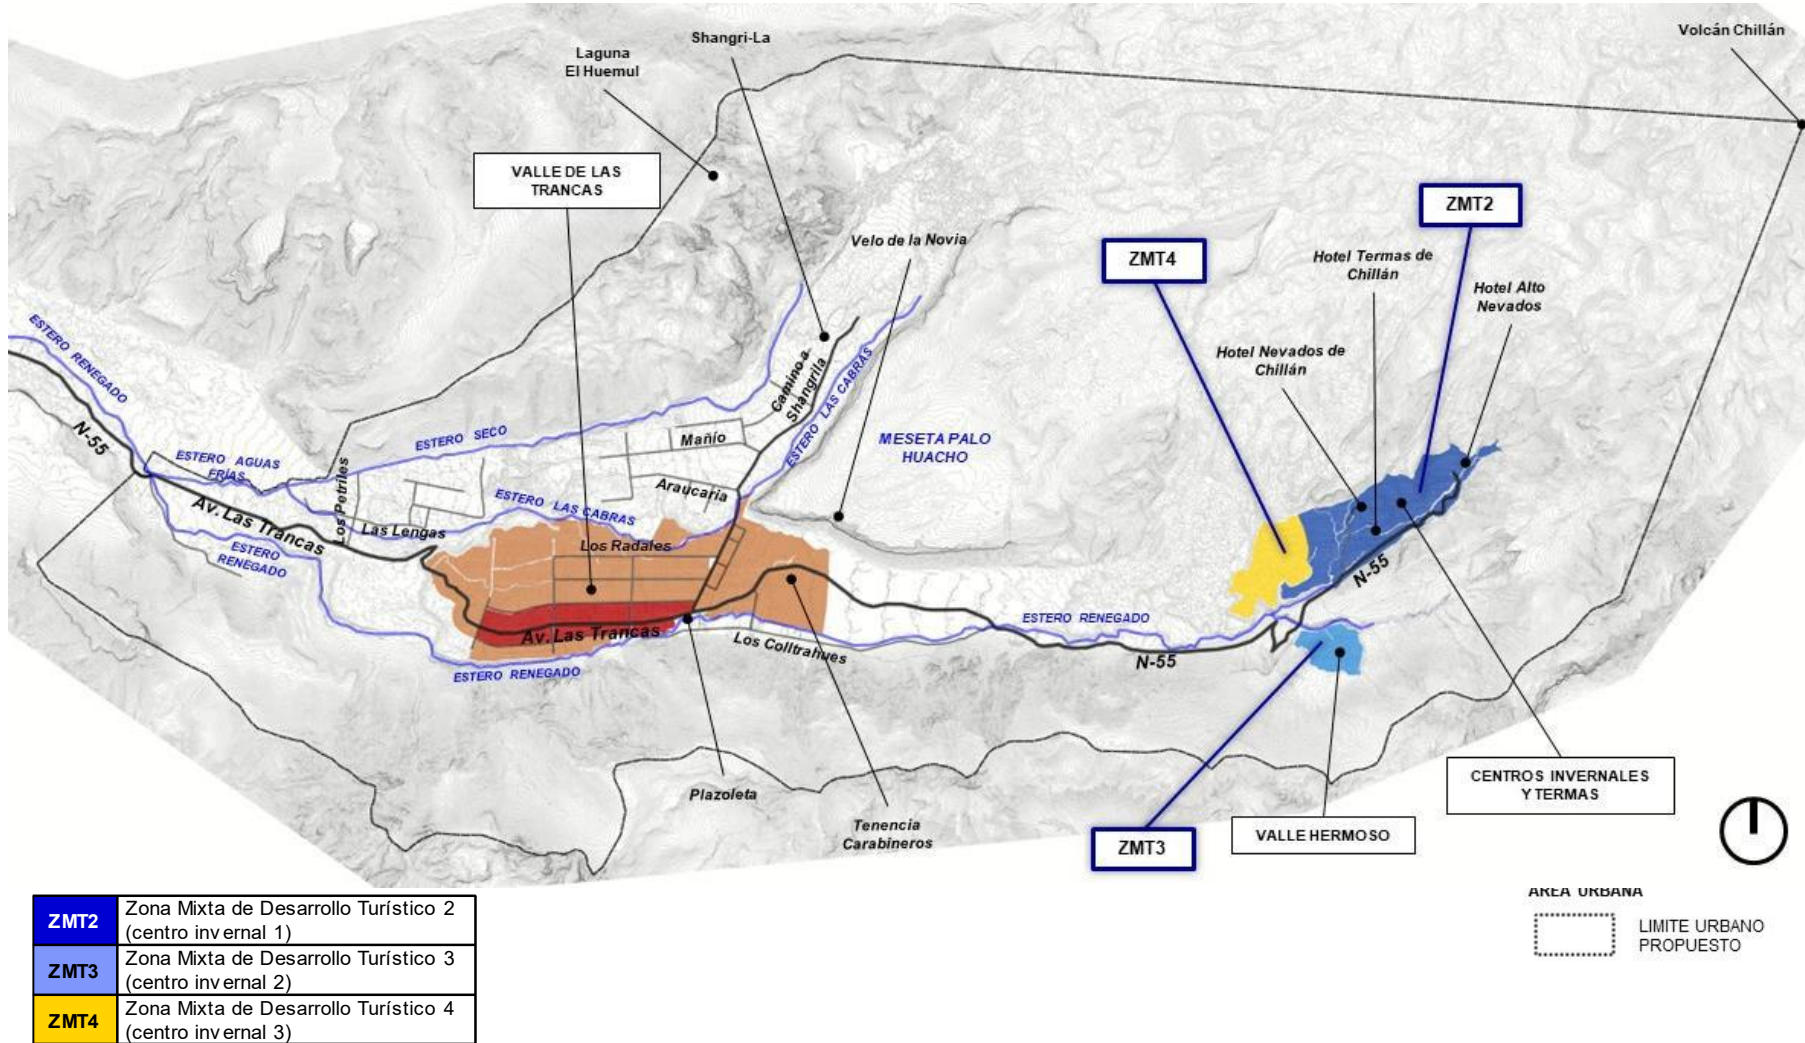 Volcán Chillán
Shangri-La
Laguna
El Huemul
VALLE DE LAS
TRANCAS
ZMT2
Velo de la Novia
ZMT4
Hotel Termas de
Chillán
Hotel Alto
Nevados
ESTERO RENEGADO
Hotel Nevados de
Chillán
Camino a
Shangrila
ESTERO LAS CABRAS
N-55
ESTERO SECO
Mañío
MESETA PALO
HUACHO
ESTERO AGUAS
FRÍAS
Los Petriles
Araucaria
ESTERO LAS CABRAS
Av. Las Trancas
Las Lengas
Los Radales
ESTERO
RENEGADO
N-55
ESTERO RENEGADO
Av. Las Trancas
Los Colltrahues
N-55
ESTERO RENEGADO
Plazoleta
CENTROS INVERNALES
Y TERMAS
Tenencia
Carabineros
ZMT3
VALLE HERMOSO
AREA URBANA
LIMITE URBANO
PROPUESTO
ZMT2
Zona Mixta de Desarrollo Turístico 2
(centro invernal 1)
ZMT3
Zona Mixta de Desarrollo Turístico 3
(centro invernal 2)
ZMT4
Zona Mixta de Desarrollo Turístico 4
(centro invernal 3)